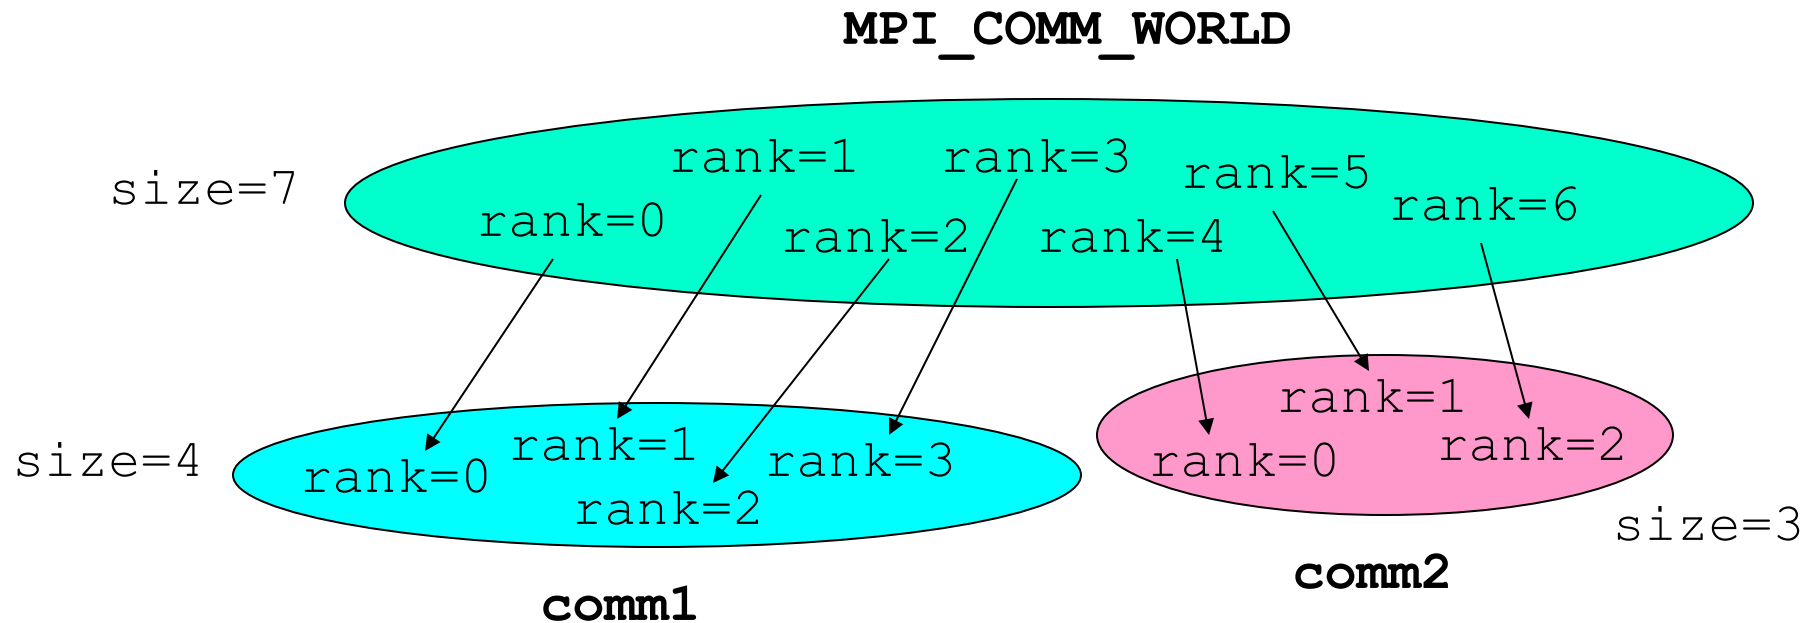 MPI_COMM_WORLD
size=7
rank=0
rank=1
rank=2
rank=3
rank=4
rank=5
rank=6
size=4
rank=0
rank=1
rank=2
rank=3
comm1
rank=0
rank=1
rank=2
size=3
comm2